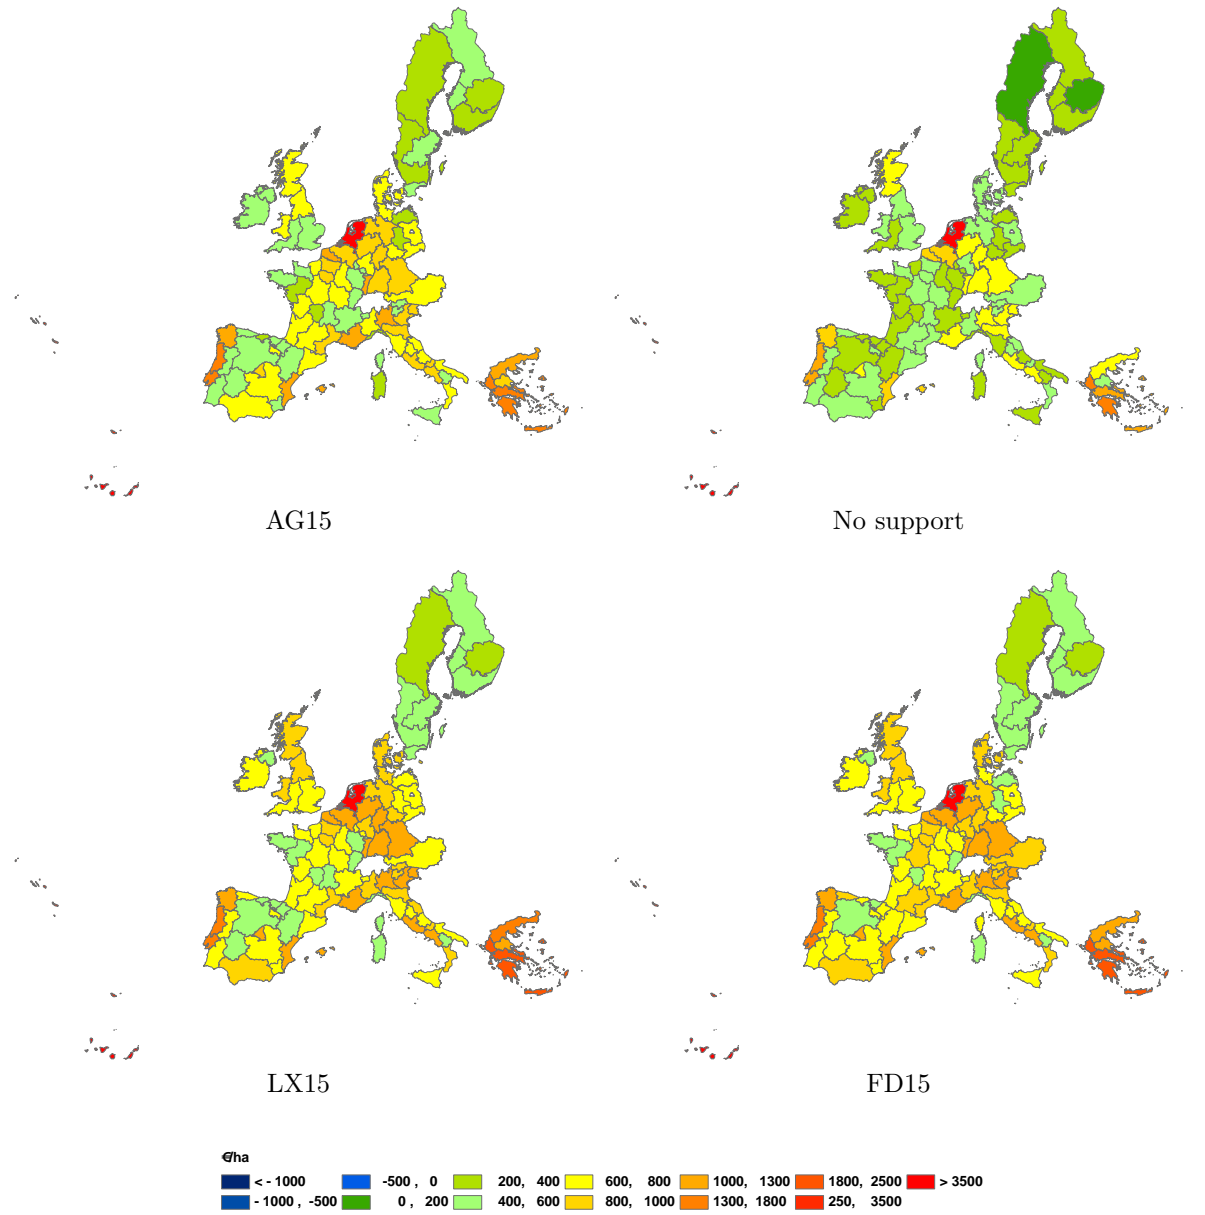 AG15 No support
LX15 FD15
€/ha
< - 1000 -500 , 0 200, 400 600, 800 1000, 1300 1800, 2500 > 3500
- 1000 , -500 0 , 200 400, 600 800, 1000 1300, 1800 250, 3500